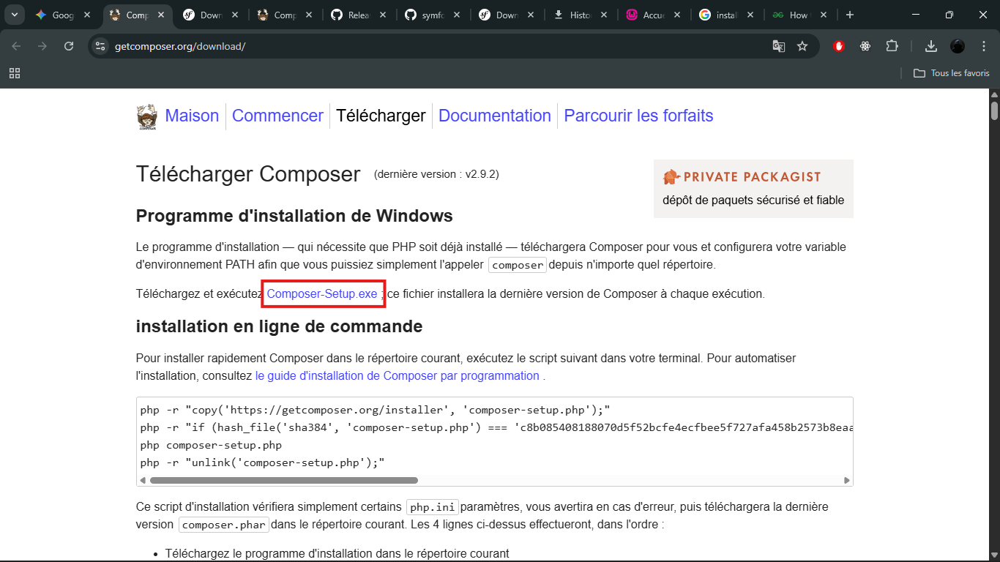 Goog
Comp
Down
Comp
Relea
symfo
Down
Histo
Accue
instal
How
getcomposer.org/download/
Tous les favoris
Maison
Commencer
Télécharger
Documentation
Parcourir les forfaits
Télécharger Composer (dernière version : v2.9.2)
PRIVATE PACKAGIST
dépôt de paquets sécurisé et fiable
Programme d'installation de Windows
Le programme d'installation — qui nécessite que PHP soit déjà installé — téléchargera Composer pour vous et configurera votre variable
d'environnement PATH afin que vous puissiez simplement l'appeler composer depuis n'importe quel répertoire.
Téléchargez et exécutez Composer-Setup.exe ; ce fichier installera la dernière version de Composer à chaque exécution.
installation en ligne de commande
Pour installer rapidement Composer dans le répertoire courant, exécutez le script suivant dans votre terminal. Pour automatiser
l'installation, consultez le guide d'installation de Composer par programmation .
php -r "copy('https://getcomposer.org/installer', 'composer-setup.php');"
php -r "if (hash_file('sha384', 'composer-setup.php') === 'c8b085408188070d5f52bcfe4ecfbee5f727afa458b2573b8eaa
php composer-setup.php
php -r "unlink('composer-setup.php');"
Ce script d'installation vérifiera simplement certains php.ini paramètres, vous avertira en cas d'erreur, puis téléchargera la dernière
version composer.phar dans le répertoire courant. Les 4 lignes ci-dessus effectueront, dans l'ordre :
• Téléchargez le programme d'installation dans le répertoire courant